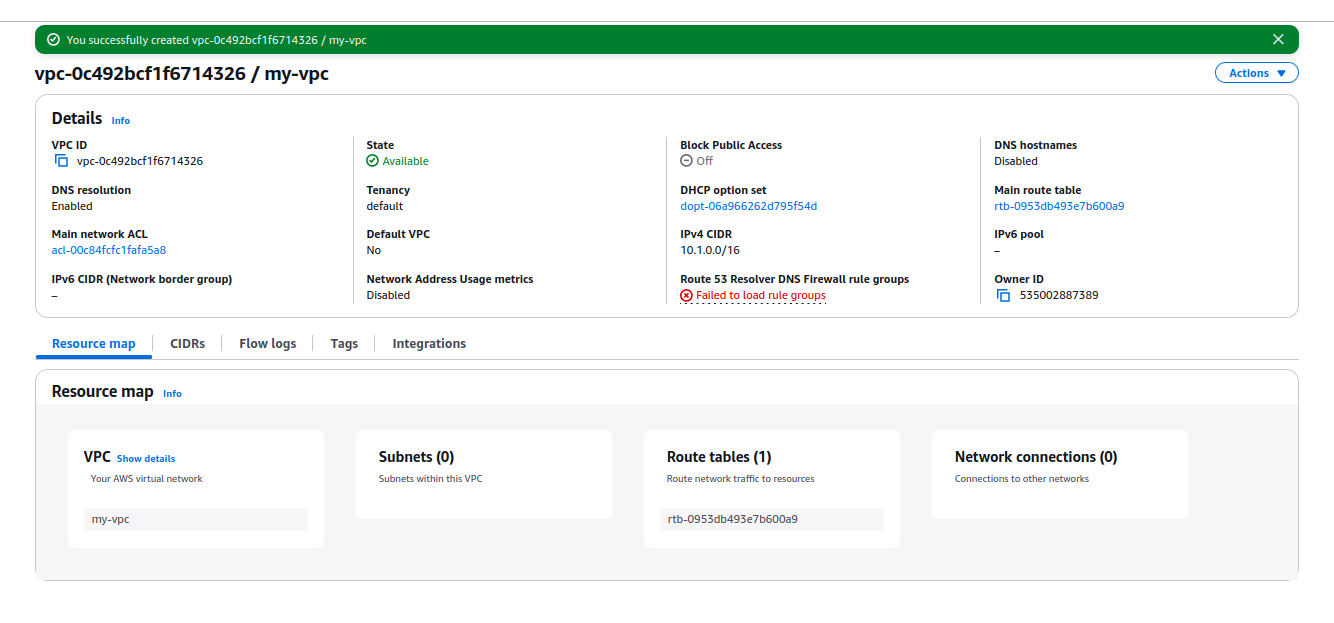 You successfully created vpc-0c492bcf1f6714326 / my-vpc
vpc-0c492bcf1f6714326 / my-vpc
Actions
Details Info
VPC ID
vpc-0c492bcf1f6714326
State
Available
Block Public Access
Off
DNS hostnames
Disabled
DNS resolution
Enabled
Tenancy
default
DHCP option set
dopt-06a966262d795f54d
Main route table
rtb-0953db493e7b600a9
Main network ACL
acl-00c84fcfc1fafa5a8
Default VPC
No
IPv4 CIDR
10.1.0.0/16
IPv6 pool
–
IPv6 CIDR (Network border group)
–
Network Address Usage metrics
Disabled
Route 53 Resolver DNS Firewall rule groups
Failed to load rule groups
Owner ID
535002887389
Resource map
CIDRs
Flow logs
Tags
Integrations
Resource map Info
VPC Show details
Your AWS virtual network
my-vpc
Subnets (0)
Subnets within this VPC
Route tables (1)
Route network traffic to resources
rtb-0953db493e7b600a9
Network connections (0)
Connections to other networks